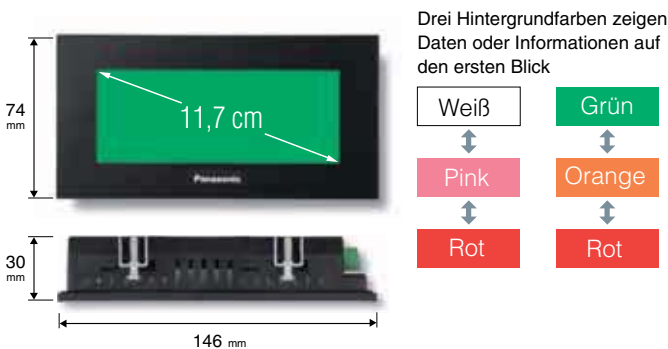 Drei Hintergrundfarben zeigen
Daten oder Informationen auf
den ersten Blick
74
mm
11,7 cm
Panasonic
Weiß
Grün
Pink
Orange
Rot
Rot
30
mm
146 mm